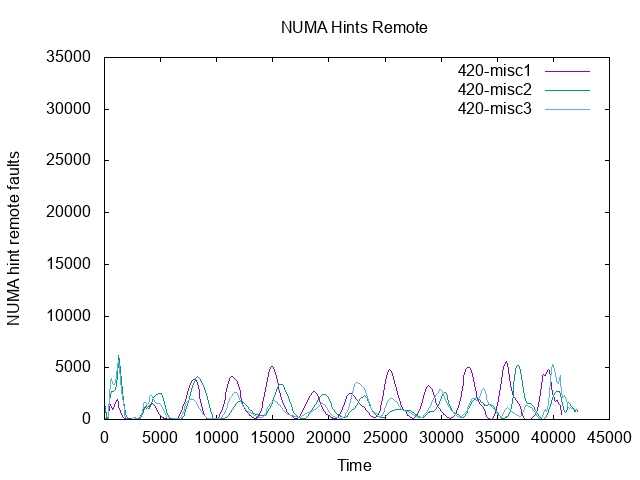 NUMA Hints Remote
420-misc1
420-misc2
420-misc3
NUMA hint remote faults
35000
30000
25000
20000
15000
10000
5000
0
0 5000 10000 15000 20000 25000 30000 35000 40000 45000
Time